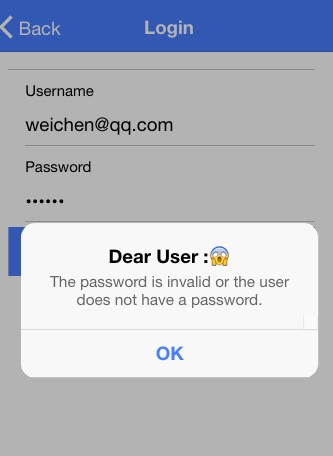 Back Login
Username
weichen@qq.com
Password
••••••
Dear User :😱
The password is invalid or the user
does not have a password.
OK